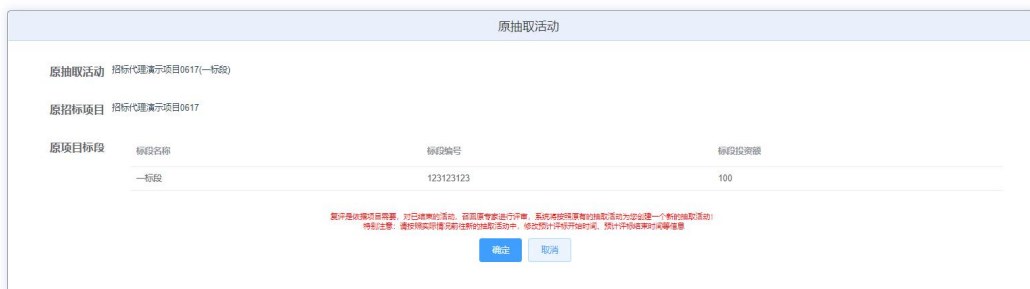 原抽取活动
原抽取活动 招标代理演示项目0617(一标段)
原招标项目 招标代理演示项目0617
原项目标段 标段名称 标段编号 标段投资额
一标段 123123123 100
复评是依据项目需要，对已结束的活动，召回原专家进行评审，系统将按照原有的抽取活动为您创建一个新的抽取活动！
特别注意：请按照实际情况前往新的抽取活动中，修改预计评标开始时间、预计评标结束时间等信息
确定 取消